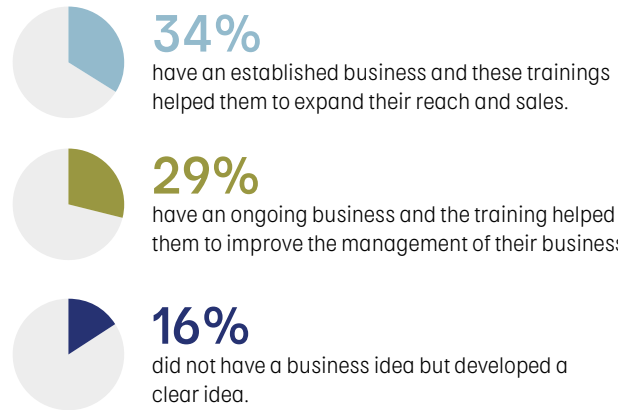 34%
have an established business and these trainings
helped them to expand their reach and sales.
29%
have an ongoing business and the training helped
them to improve the management of their business
16%
did not have a business idea but developed a
clear idea.